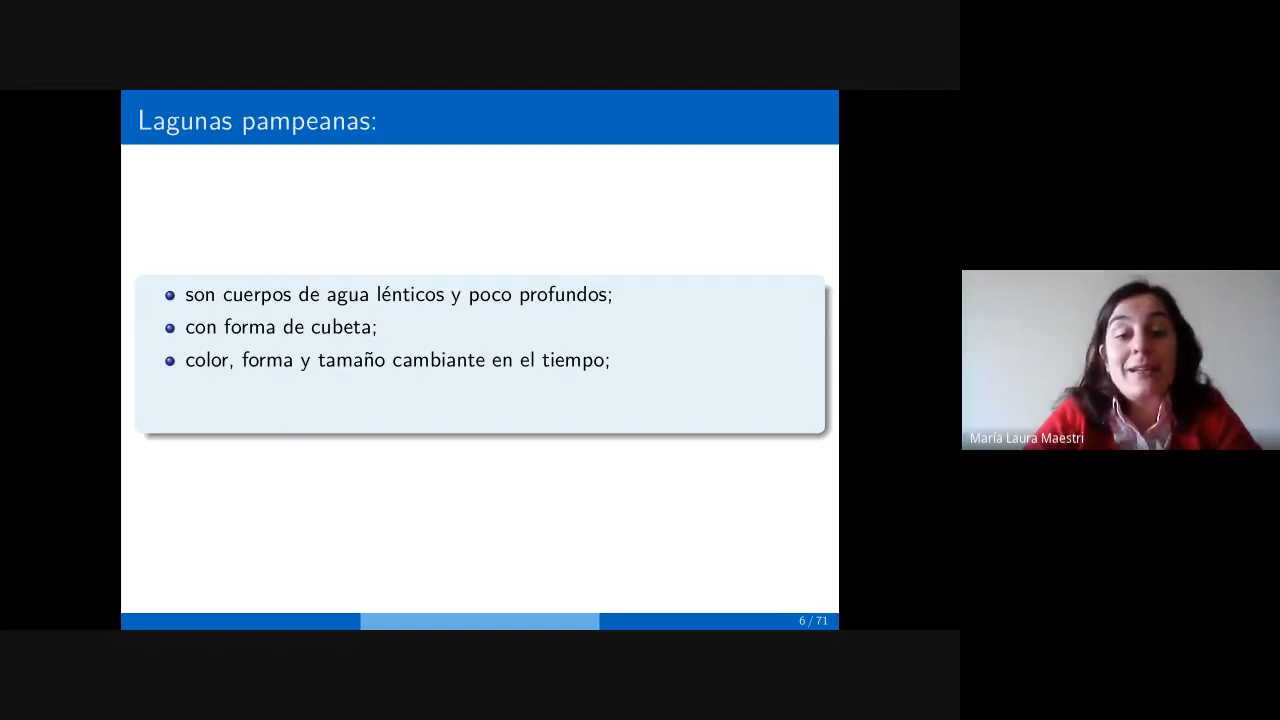 Lagunas pampeanas:
son cuerpos de agua lénticos y poco profundos;
con forma de cubeta;
color, forma y tamaño cambiante en el tiempo;
María Laura Maestri
6 / 71